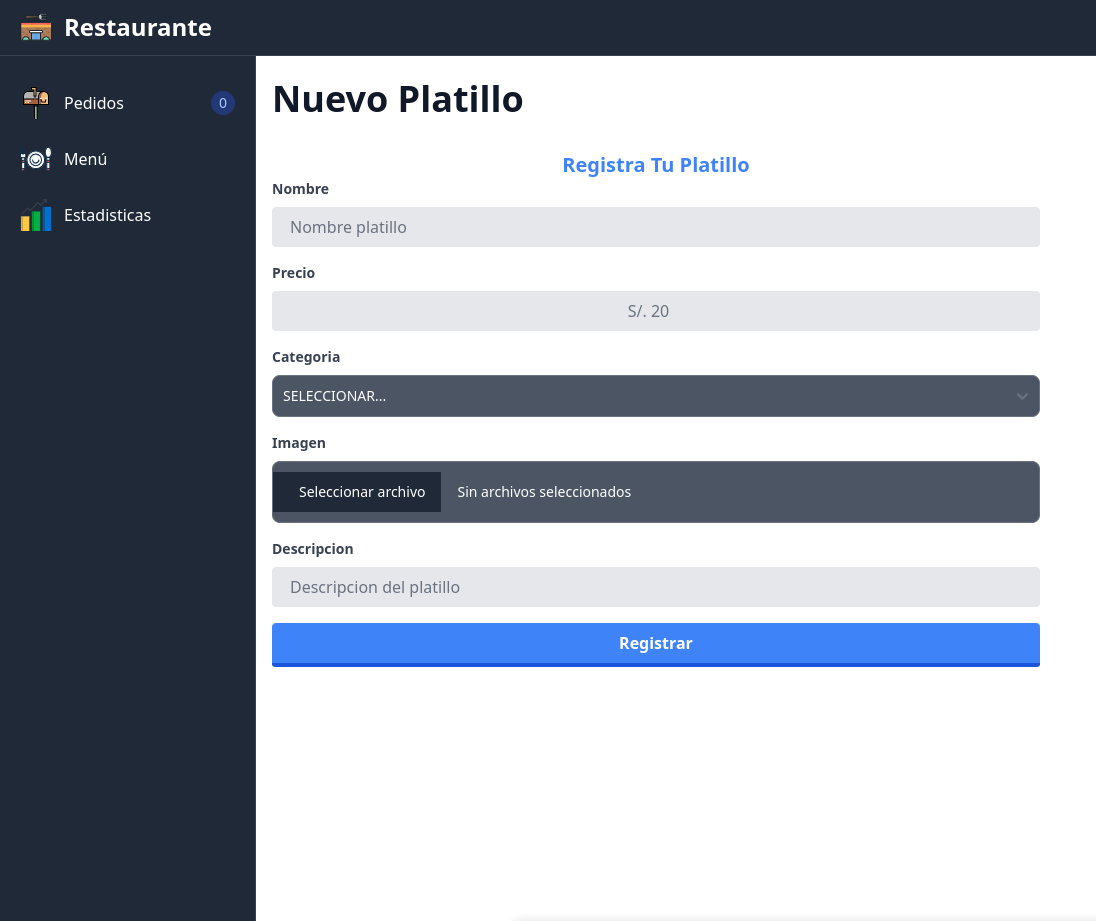 Restaurante
Pedidos 0
Menú
Estadisticas
Nuevo Platillo
Registra Tu Platillo
Nombre
Nombre platillo
Precio
S/. 20
Categoria
SELECCIONAR...
Imagen
Seleccionar archivo Sin archivos seleccionados
Descripcion
Descripcion del platillo
Registrar